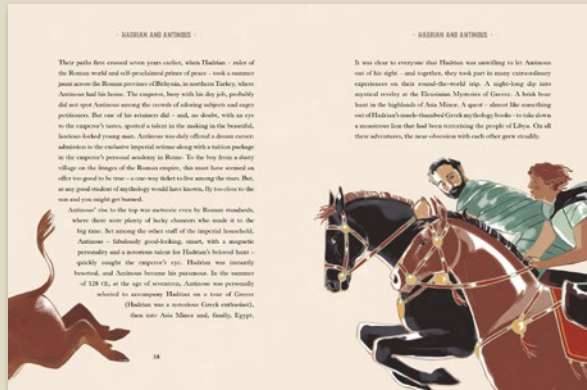 · HADRIAN AND ANTINOUS ·
Their paths first crossed seven years earlier, when Hadrian – ruler of
the Roman world and self-proclaimed prince of peace – took a summer
jaunt across the Roman province of Bithynia, in northern Turkey, where
Antinous had his home. The emperor, busy with his day job, probably
did not spot Antinous among the crowds of adoring subjects and eager
petitioners. But one of his retainers did – and, no doubt, with an eye
to the emperor's tastes, spotted a talent in the making in the beautiful,
luscious-locked young man. Antinous was duly offered a dream career:
admission to the exclusive imperial retinue along with a tuition package
in the emperor's personal academy in Rome. To the boy from a dusty
village on the fringes of the Roman empire, this must have seemed an
offer too good to be true – a one-way ticket to live among the stars. But,
as any good student of mythology would have known, fly too close to the
sun and you might get burned.
Antinous' rise to the top was meteoric even by Roman standards,
where there were plenty of lucky chancers who made it to the
big time. Set among the other staff of the imperial household,
Antinous – fabulously good-looking, smart, with a magnetic
personality and a notorious talent for Hadrian's beloved hunt –
quickly caught the emperor's eye. Hadrian was instantly
besotted, and Antinous became his paramour. In the summer
of 128 CE, at the age of seventeen, Antinous was personally
selected to accompany Hadrian on a tour of Greece
(Hadrian was a notorious Greek enthusiast),
then into Asia Minor and, finally, Egypt.
58
· HADRIAN AND ANTINOUS ·
It was clear to everyone that Hadrian was unwilling to let Antinous
out of his sight – and together, they took part in many extraordinary
experiences on their round-the-world trip. A night-long dip into
mystical revelry at the Eleusinian Mysteries of Greece. A brisk bear
hunt in the highlands of Asia Minor. A quest – almost like something
out of Hadrian's much-thumbed Greek mythology books – to take down
a monstrous lion that had been terrorising the people of Libya. On all
these adventures, the near-obsession with each other grew steadily.